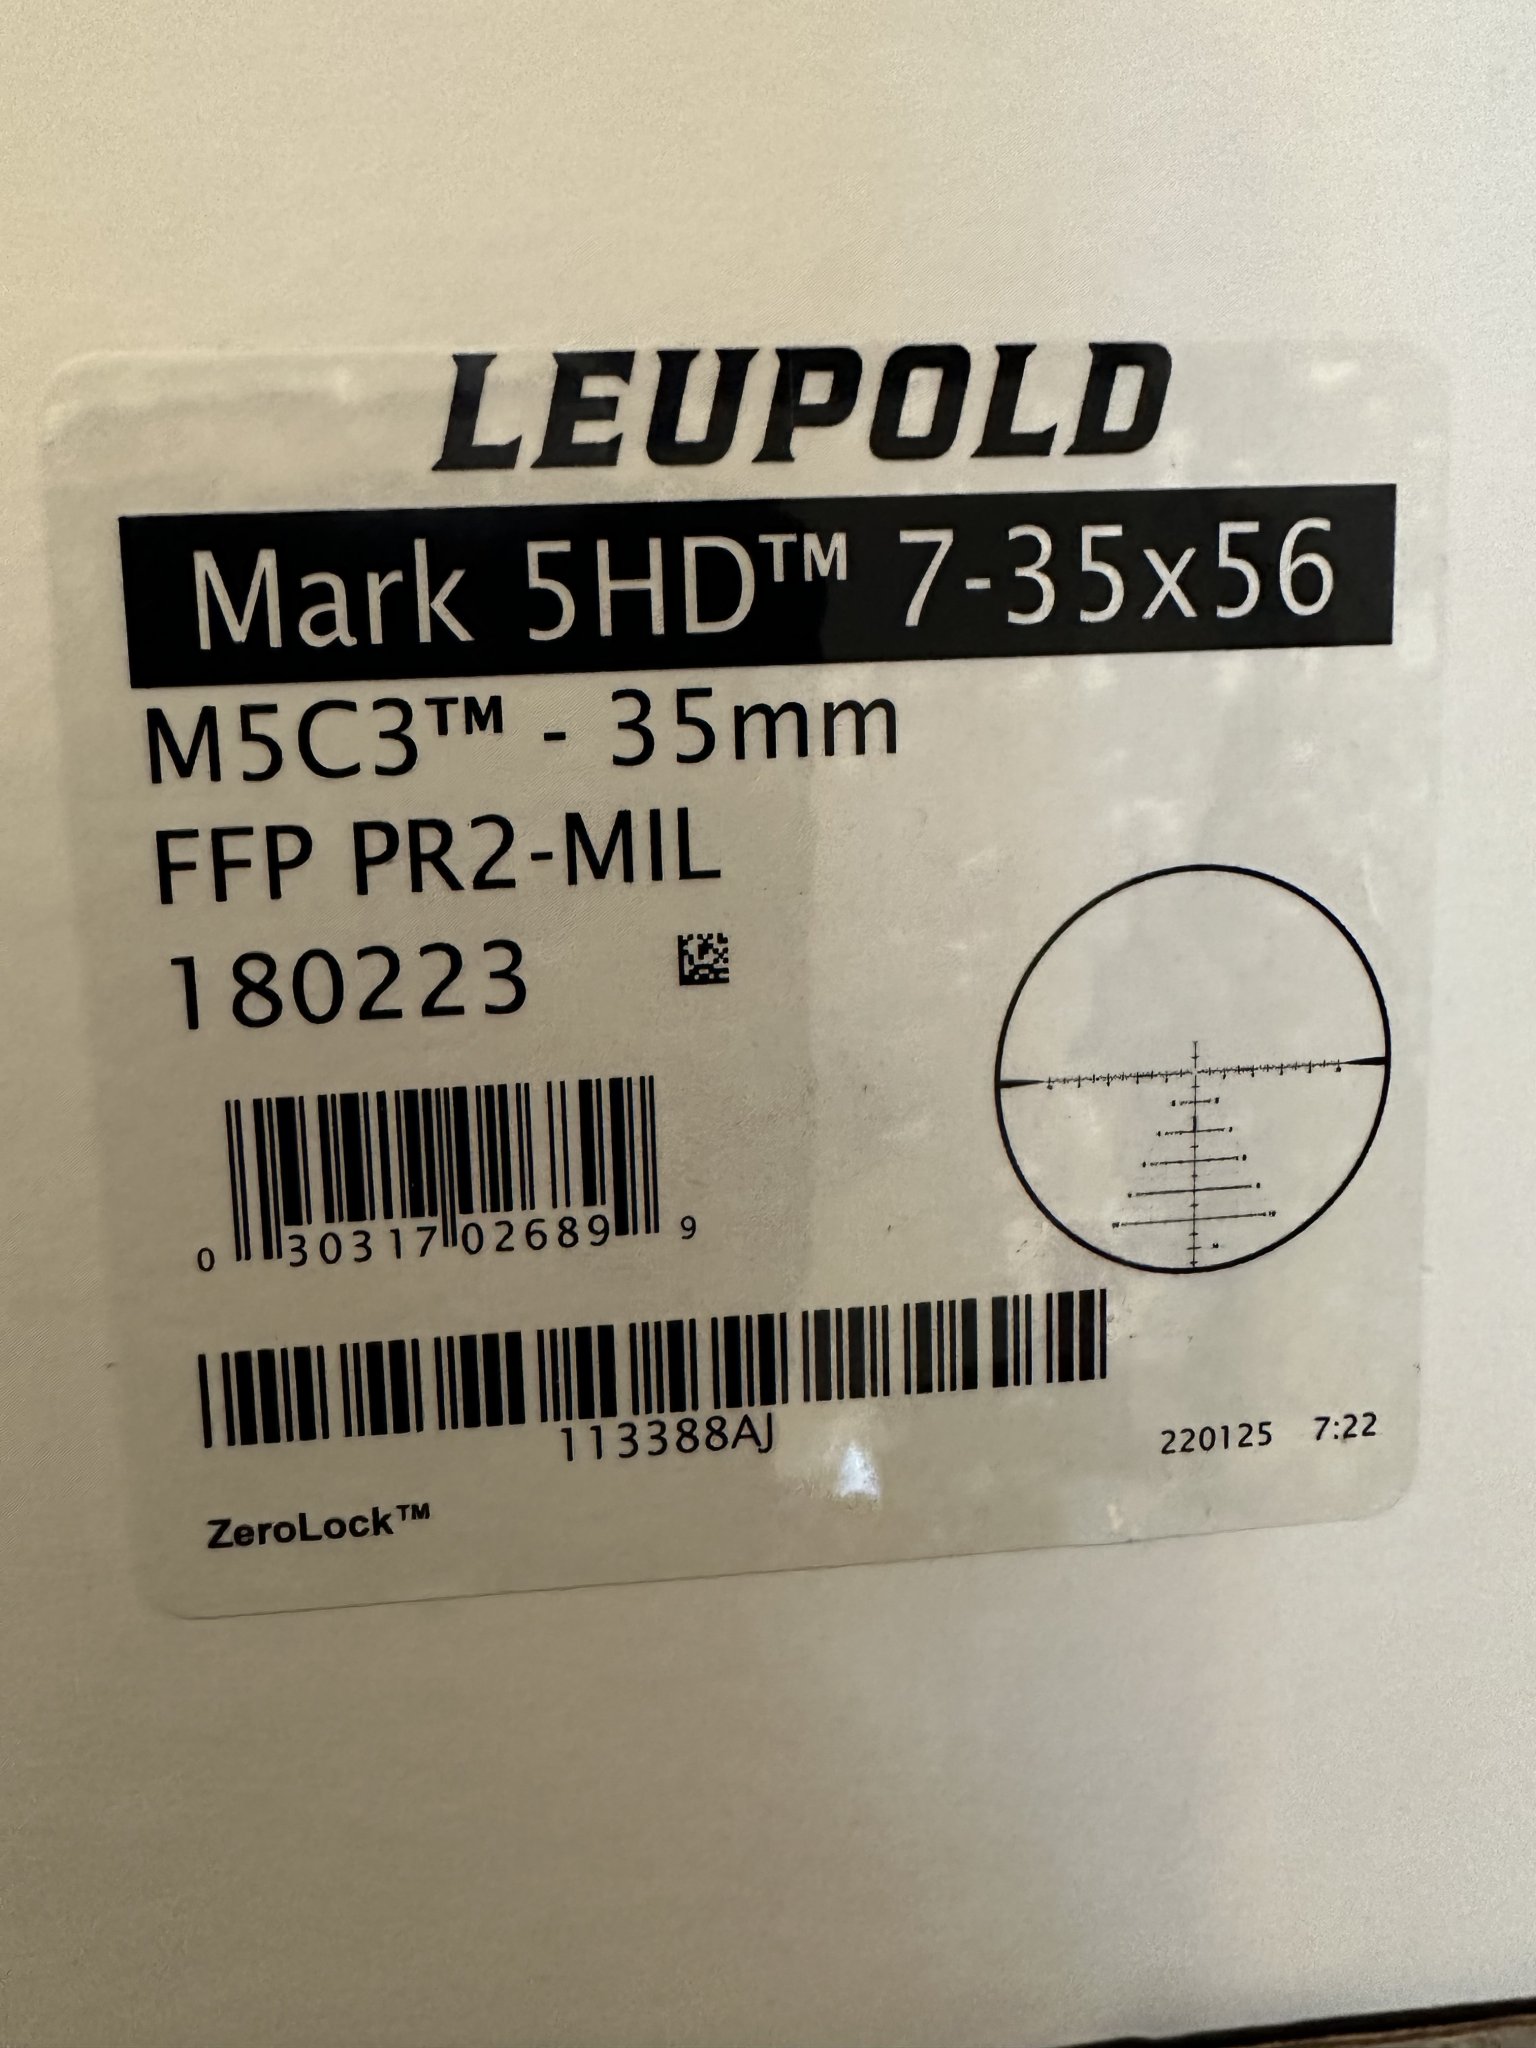 LEUPOLD
Mark 5HD™ 7-35x56
M5C3™ - 35mm
FFP PR2-MIL
180223
0 30317 02689 9
113388AJ
220125 7:22
ZeroLock™